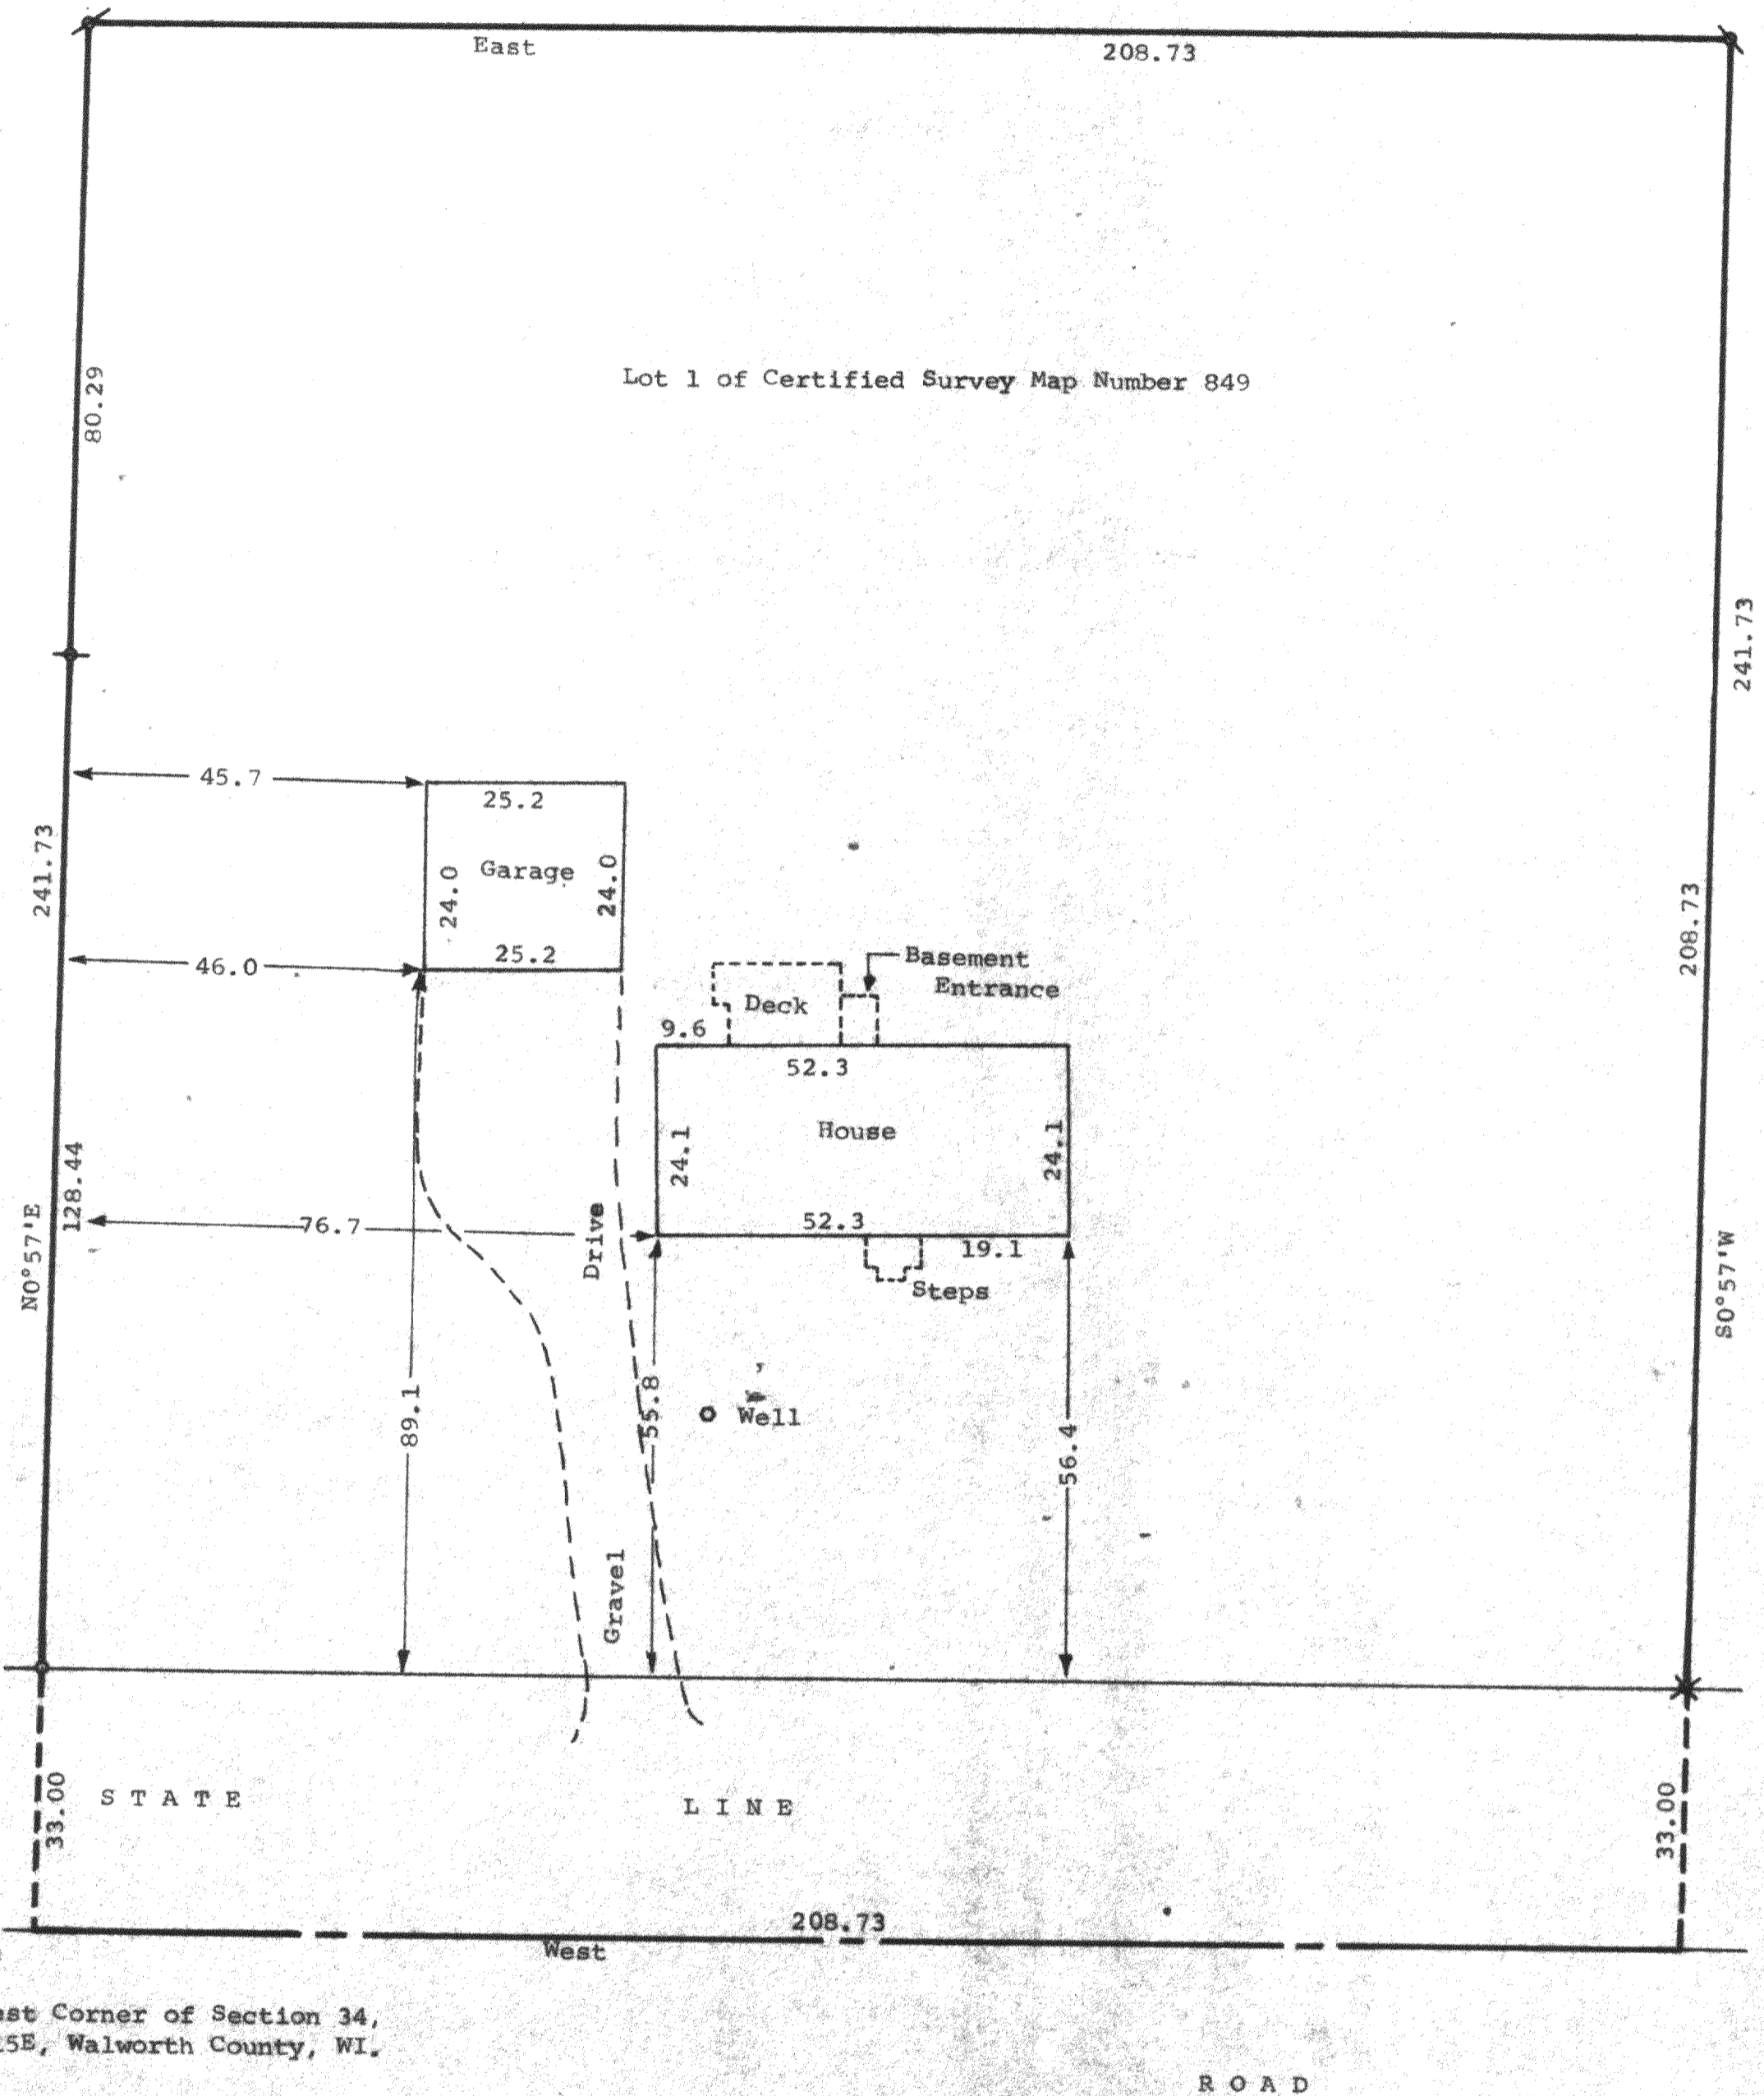 East
208.73
80.29
Lot 1 of Certified Survey Map Number 849
241.73
45.7
25.2
241.73
24.0
Garage
24.0
208.73
46.0
25.2
Basement
Entrance
Deck
9.6
52.3
House
24.1
24.1
128.44
76.7
52.3
19.1
N0°57'E
Drive
Steps
S0°57'W
89.1
55.8
Well
56.4
Gravel
33.00
STATE
LINE
33.00
208.73
West
Corner of Section 34,
5E, Walworth County, WI.
ROAD